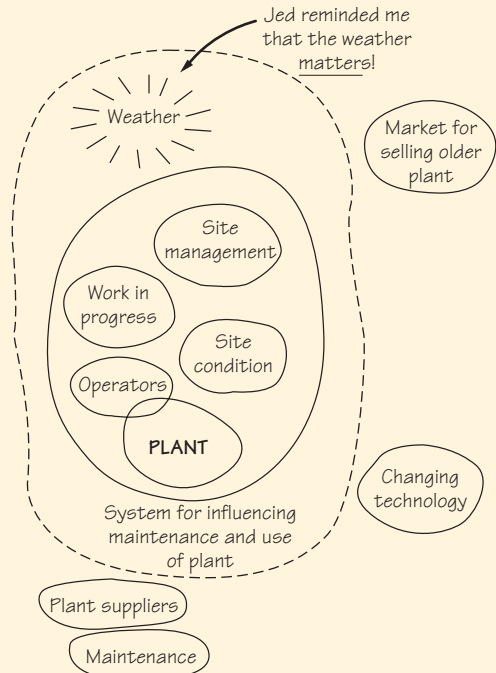 Jed reminded me
that the weather
matters!
Weather
Market for
selling older
plant
Site
management
Work in
progress
Site
condition
Operators
PLANT
Changing
technology
System for influencing
maintenance and use
of plant
Plant suppliers
Maintenance